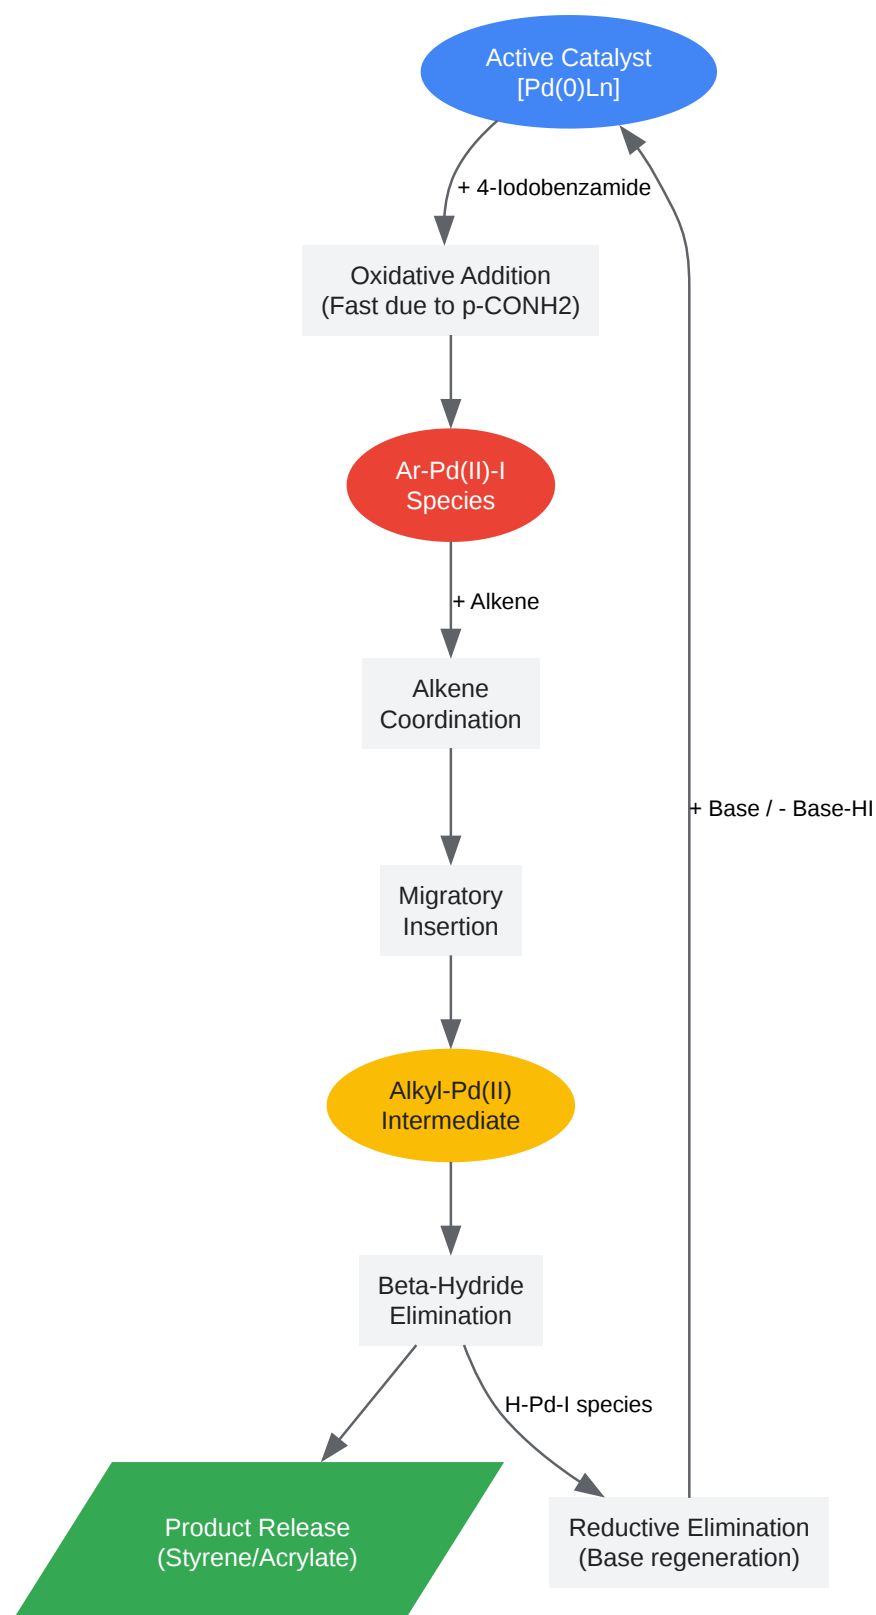 Active Catalyst
[Pd(0)Ln]
+ 4-Iodobenzamide
Oxidative Addition
(Fast due to p-CONH2)
Ar-Pd(II)-I
Species
+ Alkene
Alkene
Coordination
+ Base / - Base-HI
Migratory
Insertion
Alkyl-Pd(II)
Intermediate
Beta-Hydride
Elimination
H-Pd-I species
Product Release
(Styrene/Acrylate)
Reductive Elimination
(Base regeneration)